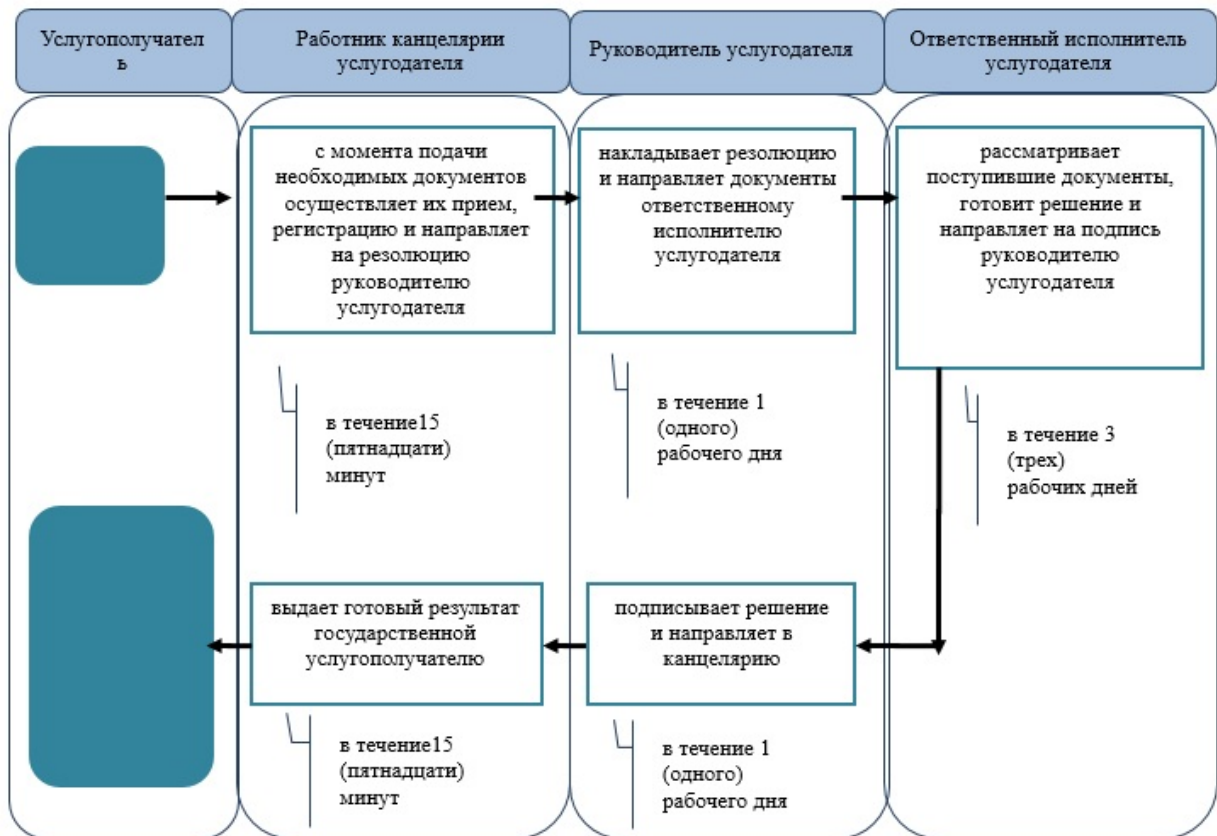 Услугополучател
ь
Работник канцелярии
услугодателя
Руководитель услугодателя
Ответственный исполнитель
услугодателя
с момента подачи
необходимых документов
осуществляет их прием,
регистрацию и направляет
на резолюцию
руководителю
услугодателя
накладывает резолюцию
и направляет документы
ответственному
исполнителю
услугодателя
рассматривает
поступившие документы,
готовит решение и
направляет на подпись
руководителю
услугодателя
в течение15
(пятнадцати)
минут
в течение 1
(одного)
рабочего дня
в течение 3
(трех)
рабочих дней
выдает готовый результат
государственной
услугополучателю
подписывает решение
и направляет в
канцелярию
в течение15
(пятнадцати)
минут
в течение 1
(одного)
рабочего дня